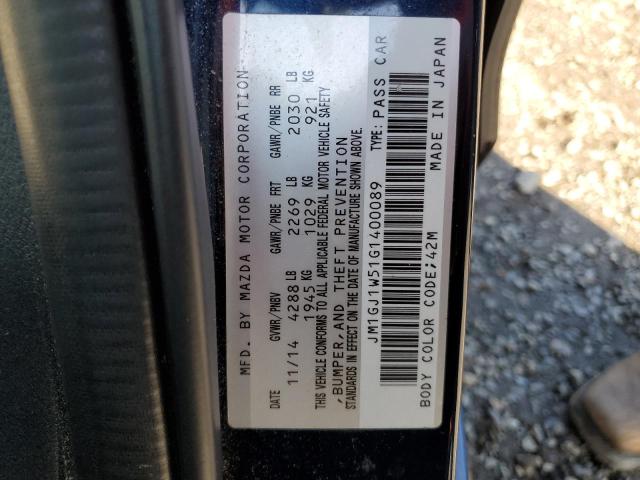 MFD. BY MAZDA MOTOR CORPORATION
DATE GVWR/PNBV GAWR/PNBE FRT GAWR/PNBE RR
11/14 4288 LB 2269 LB 2030 LB
1945 KG 1029 KG 921 KG
THIS VEHICLE CONFORMS TO ALL APPLICABLE FEDERAL MOTOR VEHICLE SAFETY
,BUMPER,AND THEFT PREVENTION
STANDARDS IN EFFECT ON THE DATE OF MANUFACTURE SHOWN ABOVE.
JM1GJ1W51G1400089 TYPE: PASS CAR
BODY COLOR CODE;42M MADE IN JAPAN